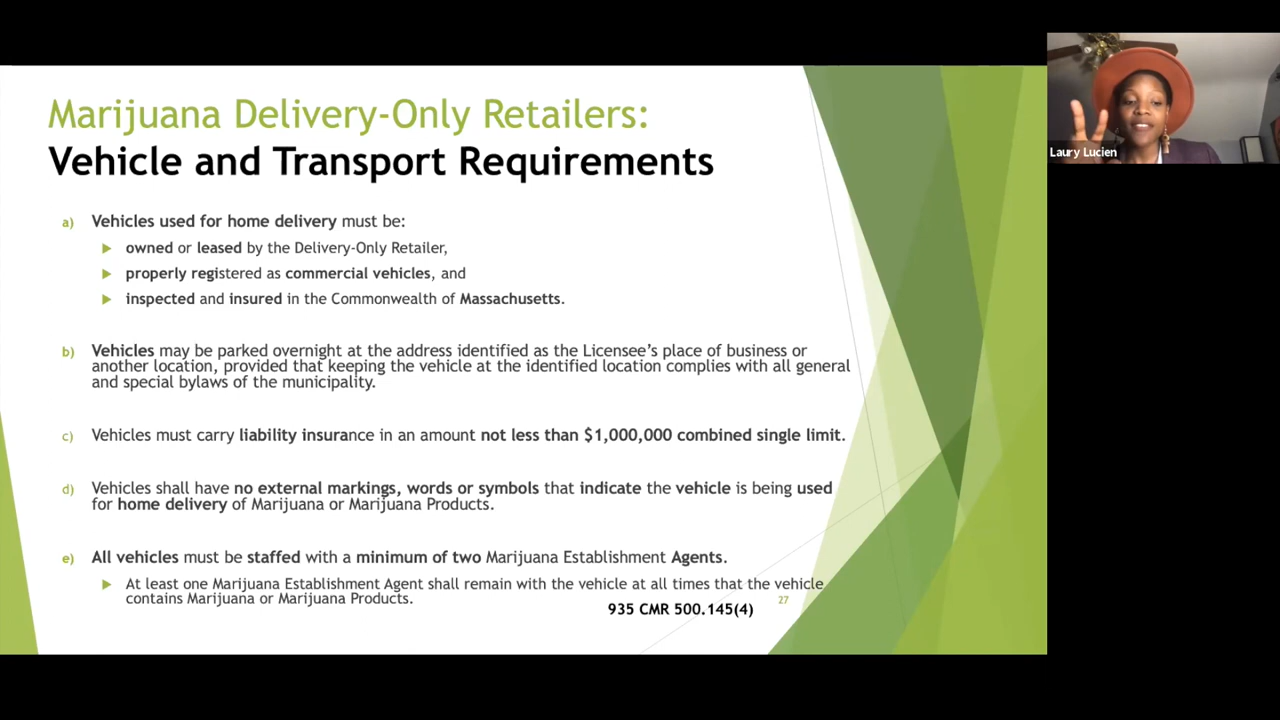 Marijuana Delivery-Only Retailers:
Vehicle and Transport Requirements
Laury Lucien
a) Vehicles used for home delivery must be:
owned or leased by the Delivery-Only Retailer,
properly registered as commercial vehicles, and
inspected and insured in the Commonwealth of Massachusetts.
b) Vehicles may be parked overnight at the address identified as the Licensee's place of business or
another location, provided that keeping the vehicle at the identified location complies with all general
and special bylaws of the municipality.
c) Vehicles must carry liability insurance in an amount not less than $1,000,000 combined single limit.
d) Vehicles shall have no external markings, words or symbols that indicate the vehicle is being used
for home delivery of Marijuana or Marijuana Products.
e) All vehicles must be staffed with a minimum of two Marijuana Establishment Agents.
At least one Marijuana Establishment Agent shall remain with the vehicle at all times that the vehicle
contains Marijuana or Marijuana Products.
27
935 CMR 500.145(4)